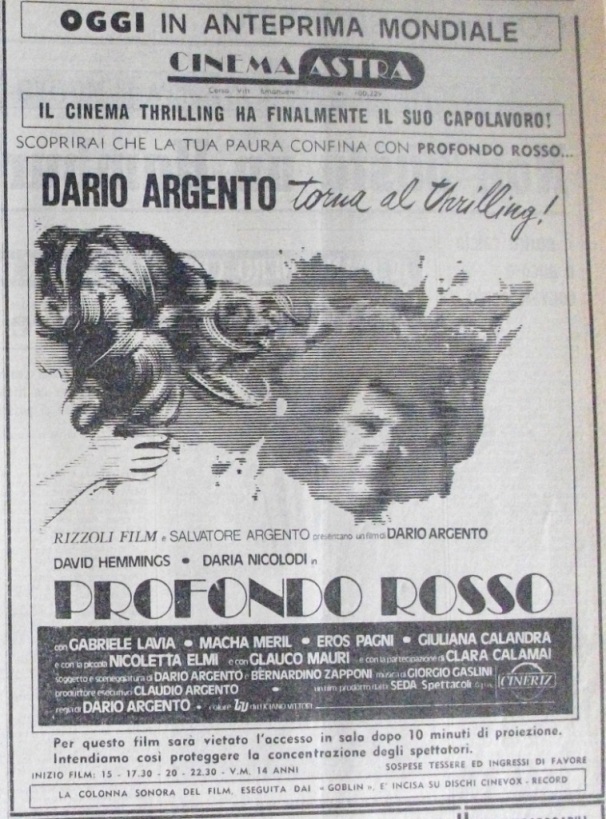 OGGI IN ANTEPRIMA MONDIALE
CINEMA ASTRA
IL CINEMA THRILLING HA FINALMENTE IL SUO CAPOLAVORO!
SCOPRIRAI CHE LA TUA PAURA CONFINA CON PROFONDO ROSSO...
DARIO ARGENTO torna al thrilling!
RIZZOLI FILM e SALVATORE ARGENTO presentano un film di DARIO ARGENTO
DAVID HEMMINGS • DARIA NICOLODI in
PROFONDO ROSSO
con GABRIELE LAVIA • MACHA MERIL • EROS PAGNI • GIULIANA CALANDRA
e con la piccola NICOLETTA ELMI e con GLAUCO MAURI e con la partecipazione di CLARA CALAMAI
soggetto e sceneggiatura di DARIO ARGENTO e BERNARDINO ZAPPONI musica di GIORGIO GASLINI
produttore esecutivo CLAUDIO ARGENTO • un film prodotto dalla SEDA Spettacoli S.p.A.
CINERIZ
regia di DARIO ARGENTO • colore LV di LUCIANO VITTORI
Per questo film sarà vietato l'accesso in sala dopo 10 minuti di proiezione.
Intendiamo così proteggere la concentrazione degli spettatori.
SOSPESE TESSERE ED INGRESSI DI FAVORE
INIZIO FILM: 15 - 17.30 - 20 - 22.30 - V.M. 14 ANNI
LA COLONNA SONORA DEL FILM, ESEGUITA DAI « GOBLIN », E' INCISA SU DISCHI CINEVOX - RECORD